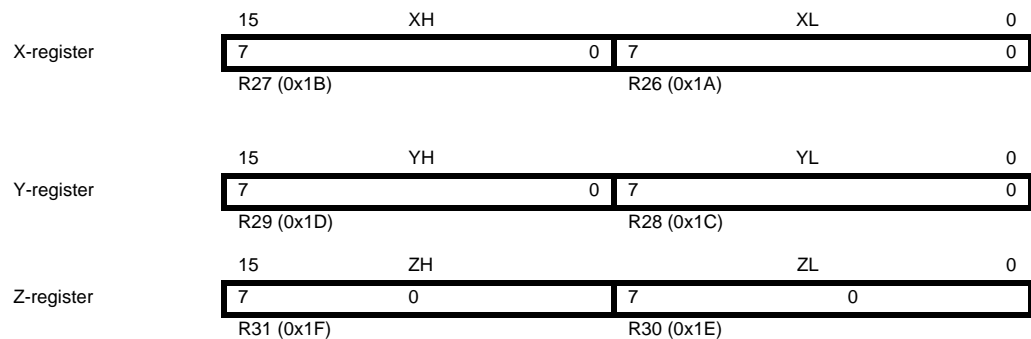 15 XH XL 0
X-register 7 0 7 0
R27 (0x1B) R26 (0x1A)
15 YH YL 0
Y-register 7 0 7 0
R29 (0x1D) R28 (0x1C)
15 ZH ZL 0
Z-register 7 0 7 0
R31 (0x1F) R30 (0x1E)